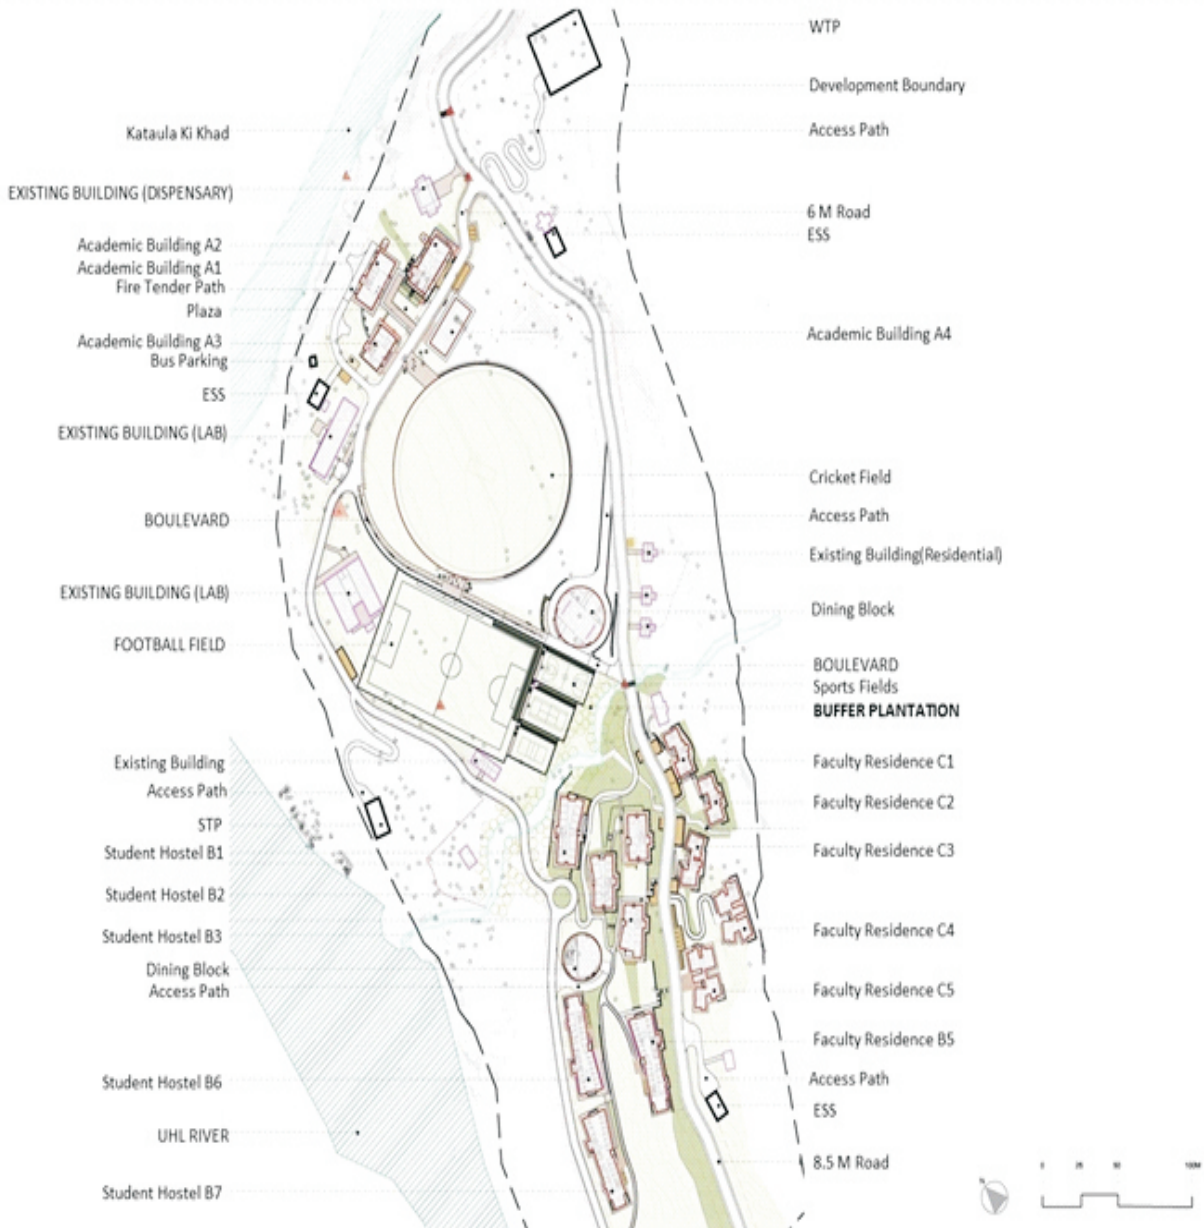 WTP
Development Boundary
Kataula Ki Khad
Access Path
EXISTING BUILDING (DISPENSARY)
6 M Road
ESS
Academic Building A2
Academic Building A1
Fire Tender Path
Plaza
Academic Building A4
Academic Building A3
Bus Parking
ESS
EXISTING BUILDING (LAB)
Cricket Field
BOULEVARD
Access Path
Existing Building(Residential)
EXISTING BUILDING (LAB)
Dining Block
FOOTBALL FIELD
BOULEVARD
Sports Fields
BUFFER PLANTATION
Existing Building
Faculty Residence C1
Access Path
Faculty Residence C2
STP
Student Hostel B1
Faculty Residence C3
Student Hostel B2
Student Hostel B3
Faculty Residence C4
Dining Block
Access Path
Faculty Residence C5
Faculty Residence B5
Student Hostel B6
Access Path
ESS
UHL RIVER
8.5 M Road
Student Hostel B7